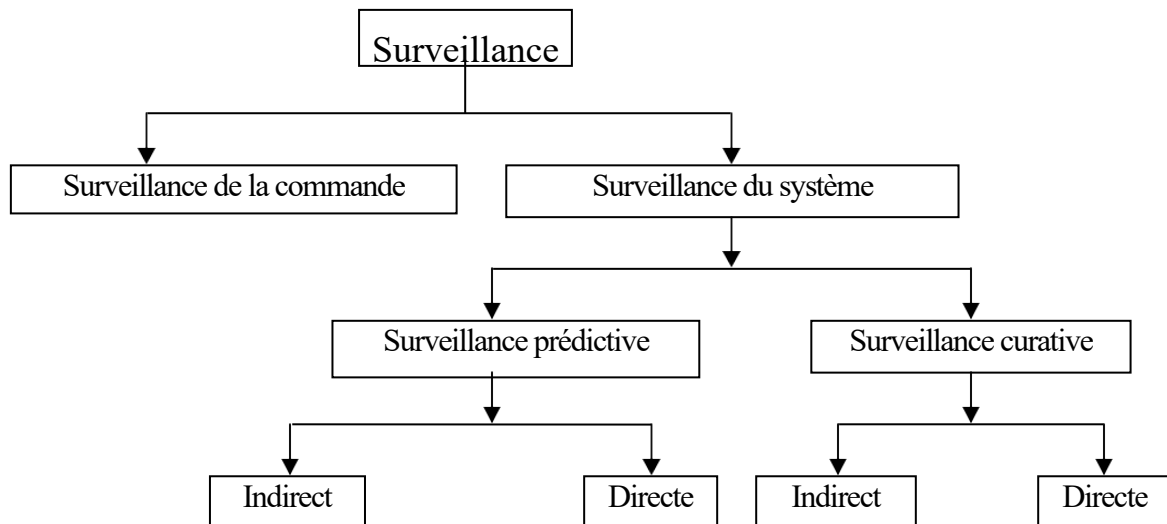 Surveillance
Surveillance de la commande
Surveillance du système
Surveillance prédictive
Surveillance curative
Indirect
Directe
Indirect
Directe